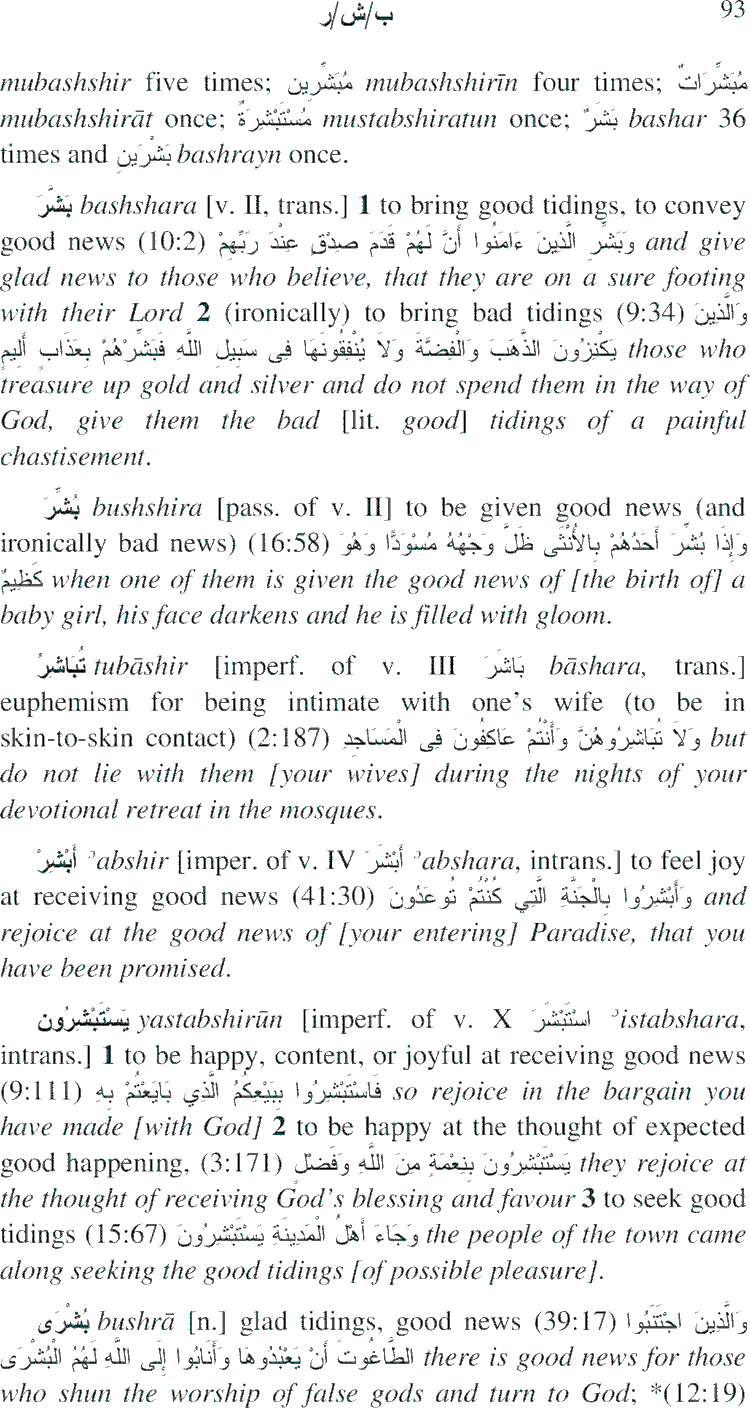 ب/ش/ر 93
mubashshir five times; مُبَشِّرِين mubashshirīn four times; مُبَشِّرَاتٌ
mubashshirāt once; مُسْتَبْشِرَةٌ mustabshiratun once; بَشَرٌ bashar 36
times and بَشْرَيِنِ bashrayn once.
بَشَّرَ bashshara [v. II, trans.] 1 to bring good tidings, to convey
good news (10:2) وَبَشِّرِ الَّذِينَ ءَامَنُوا أَنَّ لَهُمْ قَدَمَ صِدْقٍ عِنْدَ رَبِّهِمْ and give
glad news to those who believe, that they are on a sure footing
with their Lord 2 (ironically) to bring bad tidings (9:34) وَالَّذِينَ
يَكْنِزُونَ الذَّهَبَ وَالْفِضَّةَ وَلاَ يُنْفِقُونَهَا فِى سَبِيلِ اللَّهِ فَبَشِّرْهُمْ بِعَذَابٍ أَلِيمٍ those who
treasure up gold and silver and do not spend them in the way of
God, give them the bad [lit. good] tidings of a painful
chastisement.
بُشِّرَ bushshira [pass. of v. II] to be given good news (and
ironically bad news) (16:58) وَإِذَا بُشِّرَ أَحَدُهُمْ بِالأُنْثَى ظَلَّ وَجْهُهُ مُسْوَدًّا وَهُوَ
كَظِيمٌ when one of them is given the good news of [the birth of] a
baby girl, his face darkens and he is filled with gloom.
تُبَاشِرُ tubāshir [imperf. of v. III بَاشَرَ bāshara, trans.]
euphemism for being intimate with one's wife (to be in
skin-to-skin contact) (2:187) وَلاَ تُبَاشِرُوهُنَّ وَأَنْتُمْ عَاكِفُونَ فِى الْمَسَاجِدِ but
do not lie with them [your wives] during the nights of your
devotional retreat in the mosques.
أَبْشِرْ ʾabshir [imper. of v. IV أَبْشَرَ ʾabshara, intrans.] to feel joy
at receiving good news (41:30) وَأَبْشِرُوا بِالْجَنَّةِ الَّتِي كُنْتُمْ تُوعَدُونَ and
rejoice at the good news of [your entering] Paradise, that you
have been promised.
يَسْتَبْشِرُون yastabshirūn [imperf. of v. X اسْتَبْشَرَ ʾistabshara,
intrans.] 1 to be happy, content, or joyful at receiving good news
(9:111) فَاسْتَبْشِرُوا بِبَيْعِكُمُ الَّذِي بَايَعْتُمْ بِهِ so rejoice in the bargain you
have made [with God] 2 to be happy at the thought of expected
good happening, (3:171) يَسْتَبْشِرُونَ بِنِعْمَةٍ مِنَ اللَّهِ وَفَضْلٍ they rejoice at
the thought of receiving God's blessing and favour 3 to seek good
tidings (15:67) وَجَاءَ أَهْلُ الْمَدِينَةِ يَسْتَبْشِرُونَ the people of the town came
along seeking the good tidings [of possible pleasure].
بُشْرَىْ bushrā [n.] glad tidings, good news (39:17) وَالَّذِينَ اجْتَنَبُوا
الطَّاغُوتَ أَنْ يَعْبُدُوهَا وَأَنَابُوا إِلَى اللَّهِ لَهُمُ الْبُشْرَى there is good news for those
who shun the worship of false gods and turn to God; *(12:19)